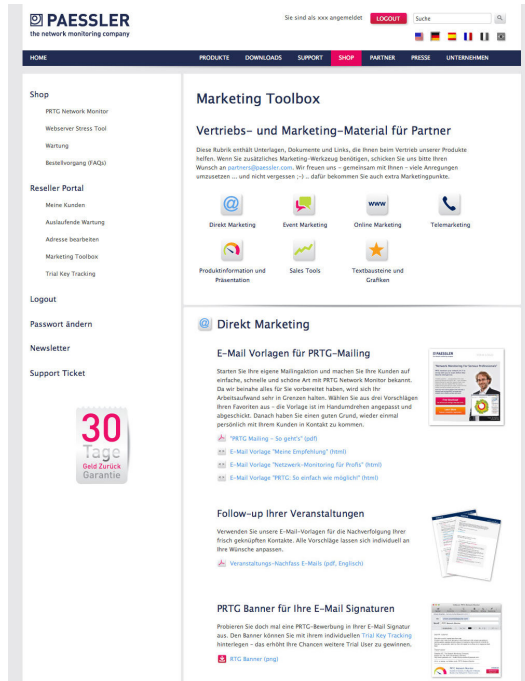 PAESSLER
the network monitoring company
Sie sind als xxx angemeldet
LOGOUT
Suche
HOME
PRODUKTE
DOWNLOADS
SUPPORT
SHOP
PARTNER
PRESSE
UNTERNEHMEN
Shop
PRTG Network Monitor
Webserver Stress Tool
Wartung
Bestellvorgang (FAQs)
Reseller Portal
Meine Kunden
Auslaufende Wartung
Adresse bearbeiten
Marketing Toolbox
Trial Key Tracking
Logout
Passwort ändern
Newsletter
Support Ticket
30
Tage
Geld Zurück
Garantie
Marketing Toolbox
Vertriebs- und Marketing-Material für Partner
Diese Rubrik enthält Unterlagen, Dokumente und Links, die Ihnen beim Vertrieb unserer Produkte
helfen. Wenn Sie zusätzliches Marketing-Werkzeug benötigen, schicken Sie uns bitte Ihren
Wunsch an partners@paessler.com. Wir freuen uns – gemeinsam mit Ihnen – viele Anregungen
umzusetzen ... und nicht vergessen ;-) .. dafür bekommen Sie auch extra Marketingpunkte.
@
Direkt Marketing
Event Marketing
www
Online Marketing
Telemarketing
Produktinformation und
Präsentation
Sales Tools
Textbausteine und
Grafiken
@ Direkt Marketing
E-Mail Vorlagen für PRTG-Mailing
Starten Sie Ihre eigene Mailingaktion und machen Sie Ihre Kunden auf
einfache, schnelle und schöne Art mit PRTG Network Monitor bekannt.
Da wir beinahe alles für Sie vorbereitet haben, wird sich Ihr
Arbeitsaufwand sehr in Grenzen halten. Wählen Sie aus drei Vorschlägen
Ihren Favoriten aus – die Vorlage ist im Handumdrehen angepasst und
abgeschickt. Danach haben Sie einen guten Grund, wieder einmal
persönlich mit Ihrem Kunden in Kontakt zu kommen.
"PRTG Mailing - So geht's" (pdf)
E-Mail Vorlage "Meine Empfehlung" (html)
E-Mail Vorlage "Netzwerk-Monitoring für Profis" (html)
E-Mail Vorlage "PRTG: So einfach wie möglich!" (html)
Follow-up Ihrer Veranstaltungen
Verwenden Sie unsere E-Mail-Vorlagen für die Nachverfolgung Ihrer
frisch geknüpften Kontakte. Alle Vorschläge lassen sich individuell an
Ihre Wünsche anpassen.
Veranstaltungs-Nachfass E-Mails (pdf, Englisch)
PRTG Banner für Ihre E-Mail Signaturen
Probieren Sie doch mal eine PRTG-Bewerbung in Ihrer E-Mail Signatur
aus. Den Banner können Sie mit ihrem individuellen Trial Key Tracking
hinterlegen – das erhöht Ihre Chancen weitere Trial User zu gewinnen.
RTG Banner (png)